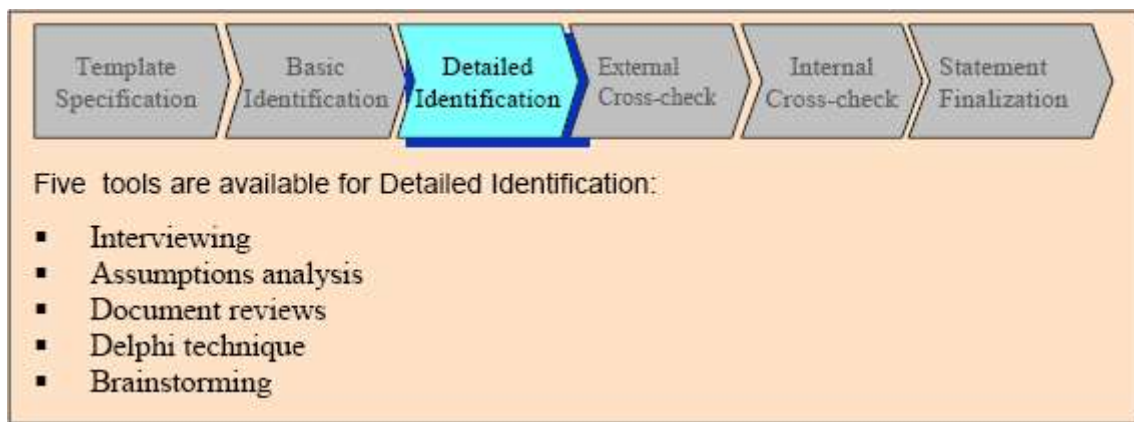 Template
Specification
Basic
Identification
Detailed
Identification
External
Cross-check
Internal
Cross-check
Statement
Finalization
Five tools are available for Detailed Identification:
▪ Interviewing
▪ Assumptions analysis
▪ Document reviews
▪ Delphi technique
▪ Brainstorming